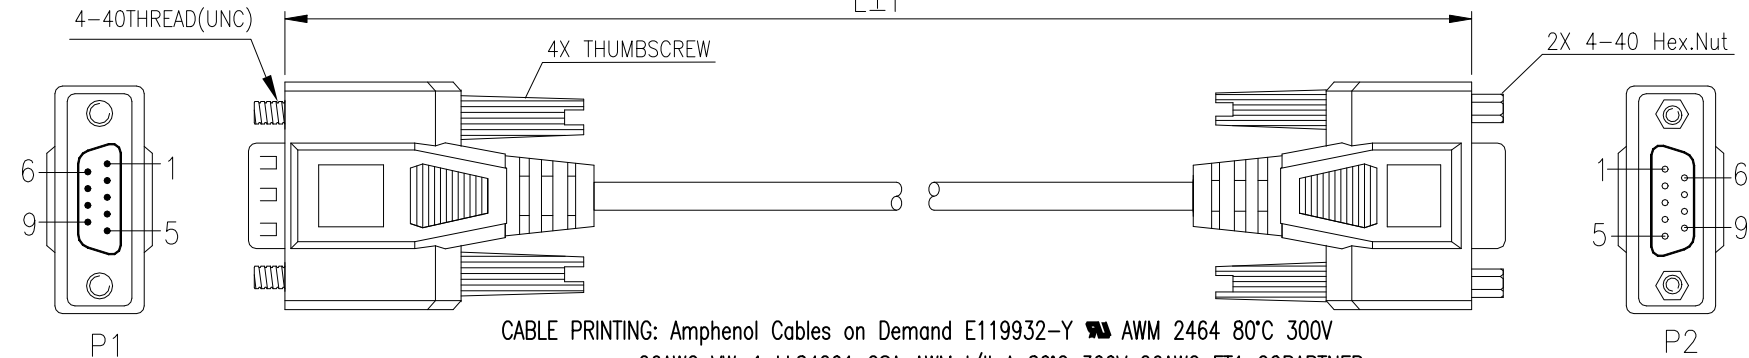 4-40THREAD(UNC)
L±T
4X THUMBSCREW
2X 4-40 Hex.Nut
6
1
9
5
1
6
5
9
P1
P2
CABLE PRINTING: Amphenol Cables on Demand E119932-Y AWM 2464 80°C 300V